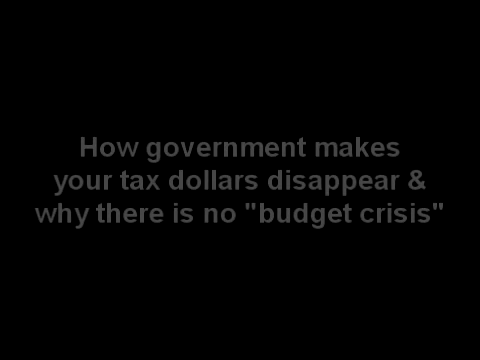 How government makes
your tax dollars disappear &
why there is no "budget crisis"